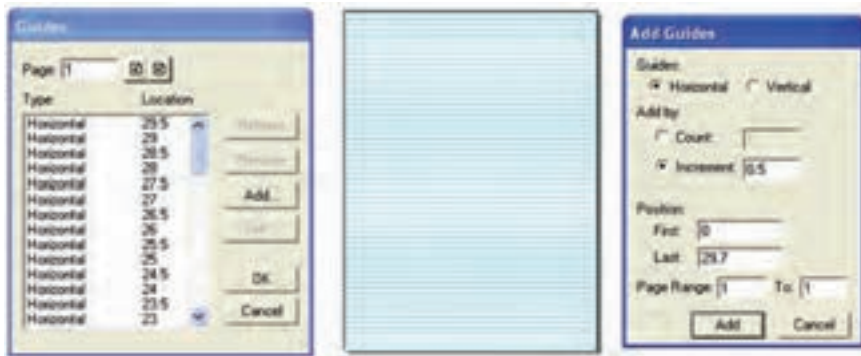 Guides
Page: 1
Type Location
Horizontal 29.5
Horizontal 29
Horizontal 28.5
Horizontal 28
Horizontal 27.5
Horizontal 27
Horizontal 26.5
Horizontal 26
Horizontal 25.5
Horizontal 25
Horizontal 24.5
Horizontal 24
Horizontal 23.5
Horizontal 23
Remove
Add...
OK
Cancel
Add Guides
Guides:
Horizontal Vertical
Add by
Count:
Increment: 0.5
Position:
First: 0
Last: 29.7
Page Range: 1 To: 1
Add Cancel